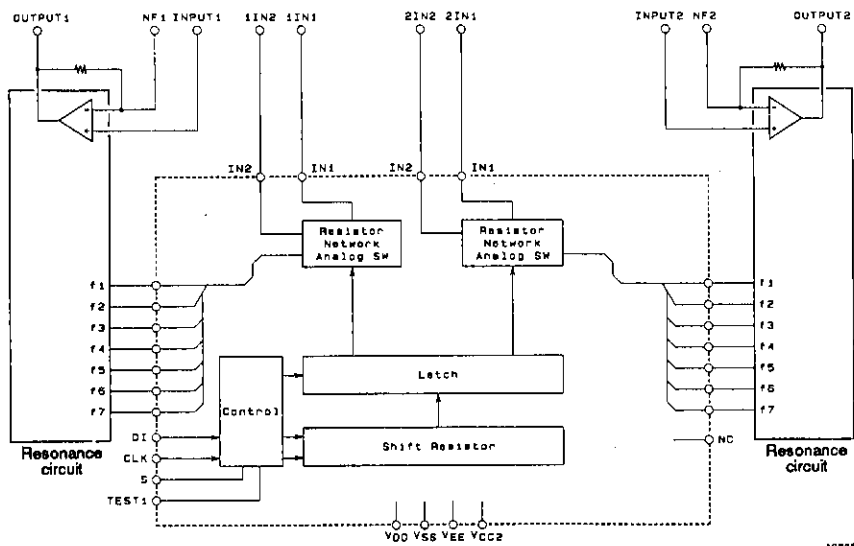 OUTPUT1 NF1 INPUT1 1IN2 1IN1 2IN2 2IN1 INPUT2 NF2 OUTPUT2
IN2 IN1 IN2 IN1
Resistor
Network
Analog SW
Resistor
Network
Analog SW
f1 f1
f2 f2
f3 f3
f4 f4
f5 f5
f6 f6
f7 f7
Latch
Control
Shift Resistor
DI
CLK
S
TEST1
NC
Resonance
circuit
Resonance
circuit
VDD VSS VEE VCC2